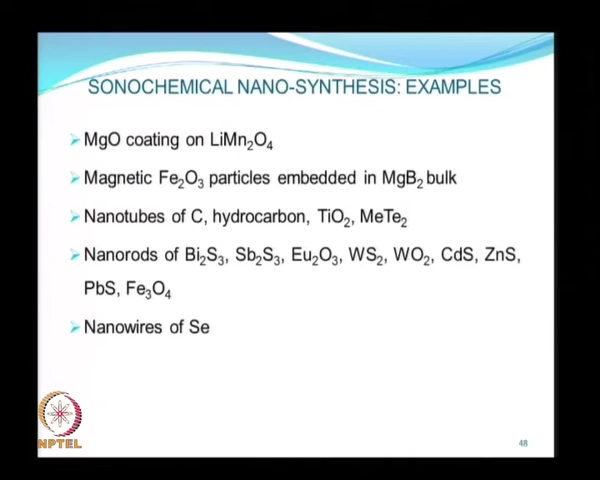 SONOCHEMICAL NANO-SYNTHESIS: EXAMPLES
➢ MgO coating on LiMn₂O₄
➢ Magnetic Fe₂O₃ particles embedded in MgB₂ bulk
➢ Nanotubes of C, hydrocarbon, TiO₂, MeTe₂
➢ Nanorods of Bi₂S₃, Sb₂S₃, Eu₂O₃, WS₂, WO₂, CdS, ZnS,
PbS, Fe₃O₄
➢ Nanowires of Se
NPTEL
48